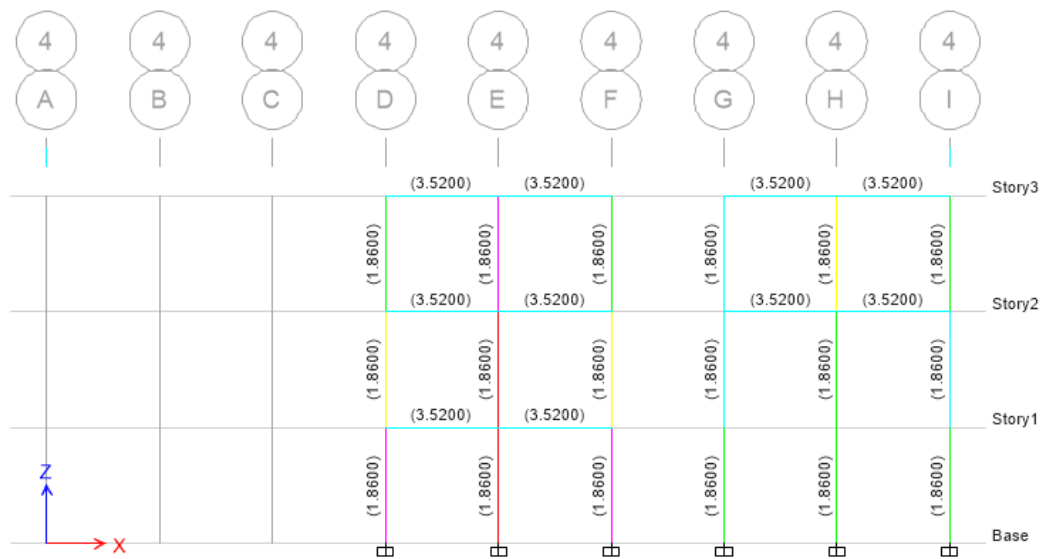 4 4 4 4 4 4 4 4 4
A B C D E F G H I
(3.5200) (3.5200) (3.5200) (3.5200) Story3
(1.8600) (1.8600) (1.8600) (1.8600) (1.8600) (1.8600)
(3.5200) (3.5200) (3.5200) (3.5200) Story2
(1.8600) (1.8600) (1.8600) (1.8600) (1.8600) (1.8600)
(3.5200) (3.5200) Story1
(1.8600) (1.8600) (1.8600) (1.8600) (1.8600) (1.8600)
Z
X
Base